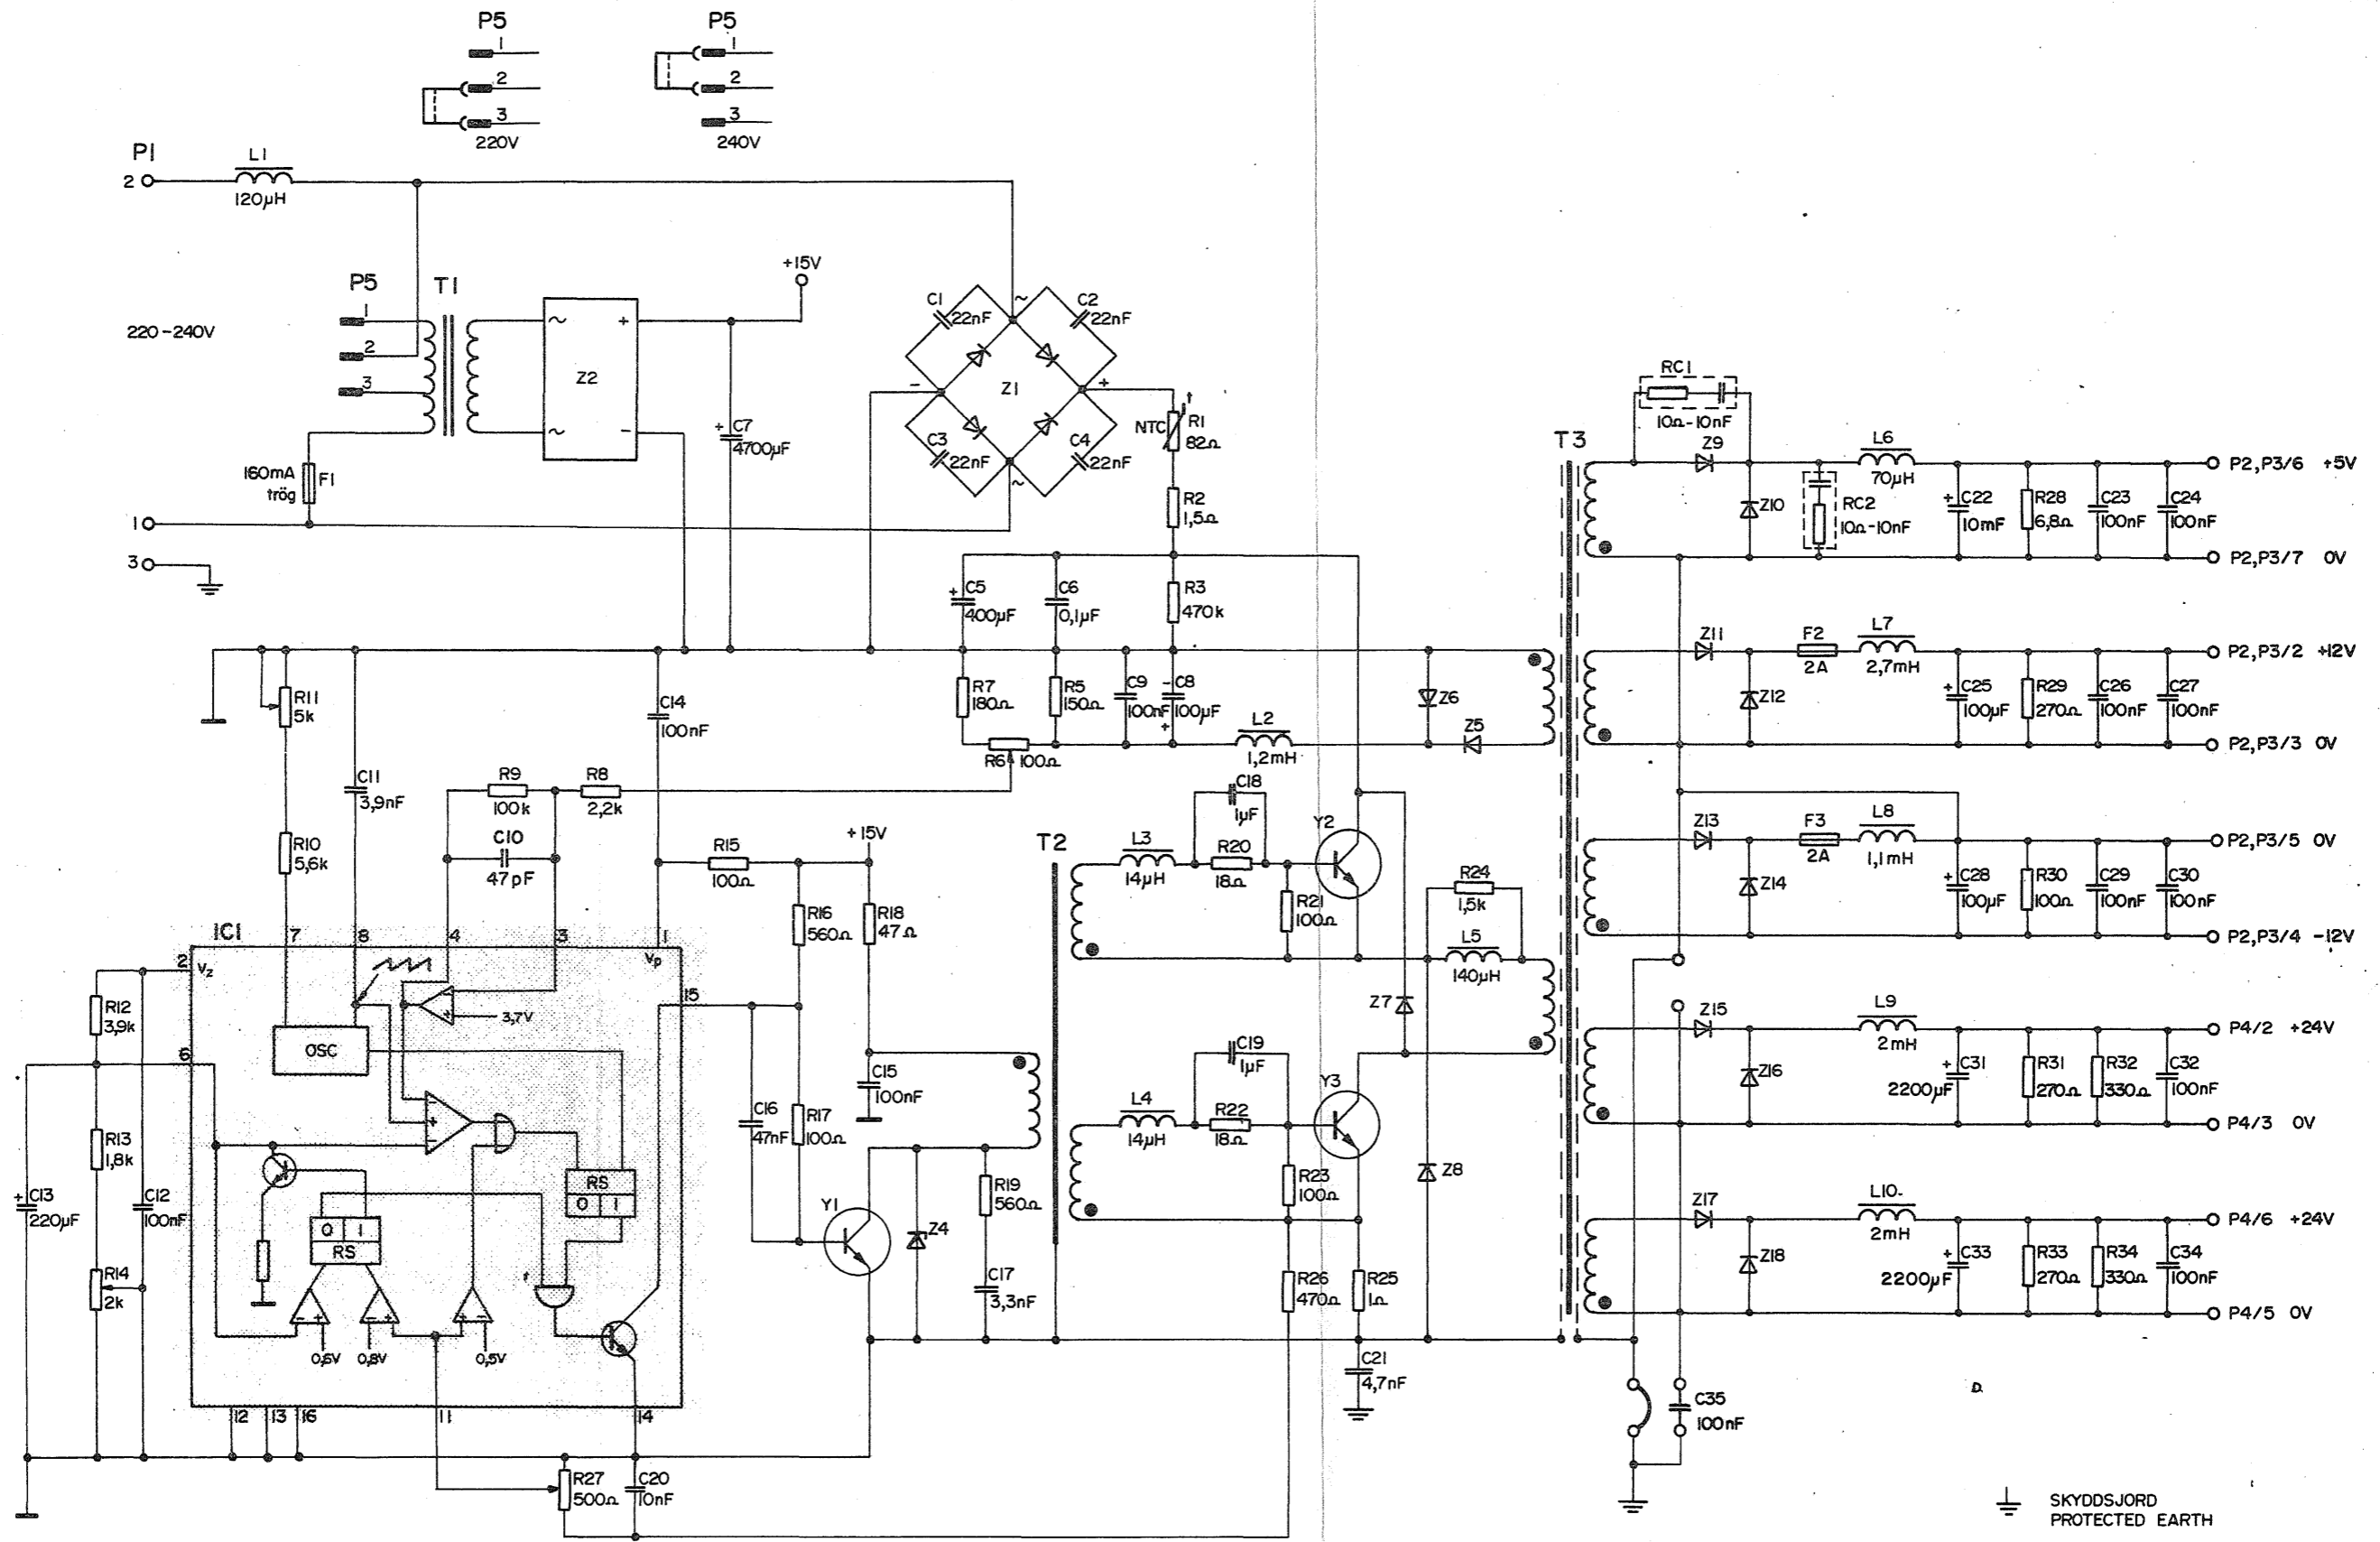 P5
1
2
3
220V
P5
1
2
3
240V
P1
2
L1
120µH
220-240V
P5
1
2
3
T1
160mA
trög
F1
1
3
~
~
+
−
Z2
+15V
+
C7
4700µF
C1
22nF
C2
22nF
C3
22nF
C4
22nF
~
~
−
+
Z1
NTC
R1
82Ω
R2
1,5Ω
+
C5
400µF
C6
0,1µF
R3
470k
R7
180Ω
R5
150Ω
C9
100nF
−
C8
100µF
+
R6
100Ω
L2
1,2mH
Z6
Z5
R11
5k
C11
3,9nF
R10
5,6k
C14
100nF
R9
100k
R8
2,2k
C10
47pF
R15
100Ω
+15V
R16
560Ω
R18
47Ω
IC1
7
8
4
3
1
2
Vz
Vp
15
3,7V
OSC
6
R12
3,9k
R13
1,8k
+
C13
220µF
C12
100nF
R14
2k
RS
0
1
0
1
RS
0,6V
0,8V
0,5V
12
13
16
11
14
R27
500Ω
C20
10nF
C16
47nF
R17
100Ω
C15
100nF
Y1
Z4
R19
560Ω
C17
3,3nF
T2
L3
14µH
C18
1µF
R20
18Ω
R21
100Ω
Y2
L4
14µH
C19
1µF
R22
18Ω
R23
100Ω
Y3
R24
1,5k
L5
140µH
Z7
Z8
R26
470Ω
R25
1Ω
C21
4,7nF
T3
RC1
10Ω-10nF
Z9
Z10
RC2
10Ω-10nF
L6
70µH
+
C22
10mF
R28
6,8Ω
C23
100nF
C24
100nF
P2,P3/6 +5V
P2,P3/7 0V
Z11
Z12
F2
2A
L7
2,7mH
+
C25
100µF
R29
270Ω
C26
100nF
C27
100nF
P2,P3/2 +12V
P2,P3/3 0V
Z13
Z14
F3
2A
L8
1,1mH
+
C28
100µF
R30
100Ω
C29
100nF
C30
100nF
P2,P3/5 0V
P2,P3/4 -12V
Z15
Z16
L9
2mH
+
C31
2200µF
R31
270Ω
R32
330Ω
C32
100nF
P4/2 +24V
P4/3 0V
Z17
Z18
L10
2mH
+
C33
2200µF
R33
270Ω
R34
330Ω
C34
100nF
P4/6 +24V
P4/5 0V
C35
100nF
SKYDDSJORD
PROTECTED EARTH